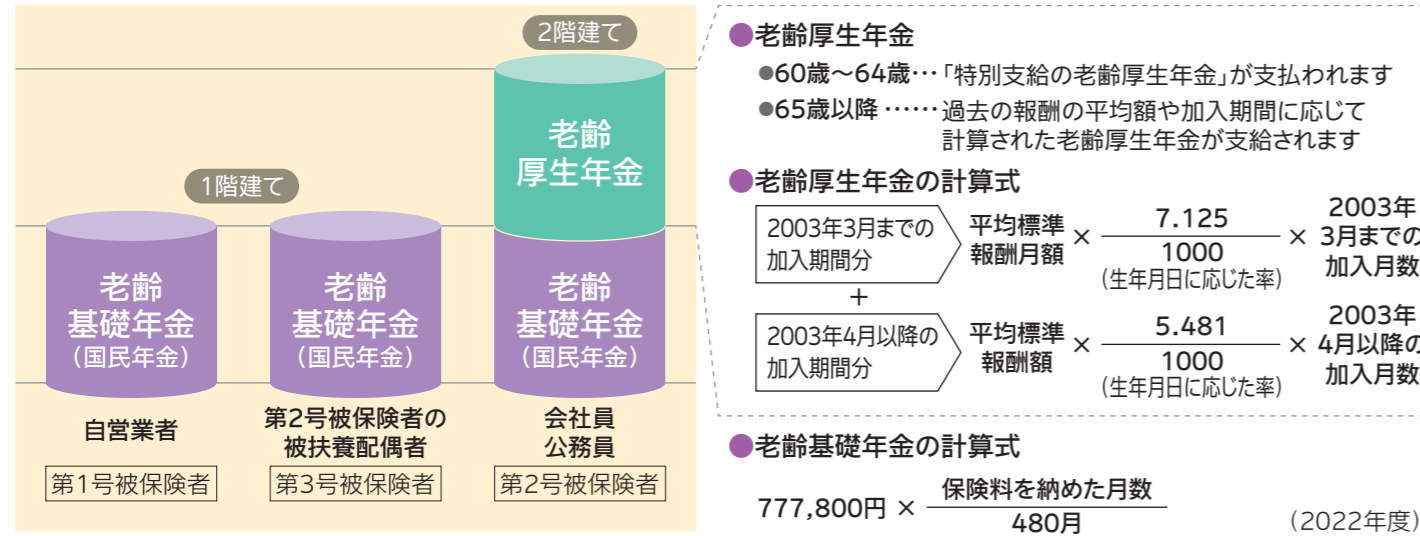 2階建て
老齢
厚生年金
1階建て
老齢
基礎年金
(国民年金)
老齢
基礎年金
(国民年金)
老齢
基礎年金
(国民年金)
自営業者
第2号被保険者の
被扶養配偶者
会社員
公務員
第1号被保険者
第3号被保険者
第2号被保険者
●老齢厚生年金
●60歳～64歳…「特別支給の老齢厚生年金」が支払われます
●65歳以降……過去の報酬の平均額や加入期間に応じて
計算された老齢厚生年金が支給されます
●老齢厚生年金の計算式
2003年3月までの
加入期間分
平均標準
報酬月額
×
7.125
1000
(生年月日に応じた率)
×
2003年
3月までの
加入月数
＋
2003年4月以降の
加入期間分
平均標準
報酬額
×
5.481
1000
(生年月日に応じた率)
×
2003年
4月以降の
加入月数
●老齢基礎年金の計算式
777,800円 ×
保険料を納めた月数
480月
(2022年度)